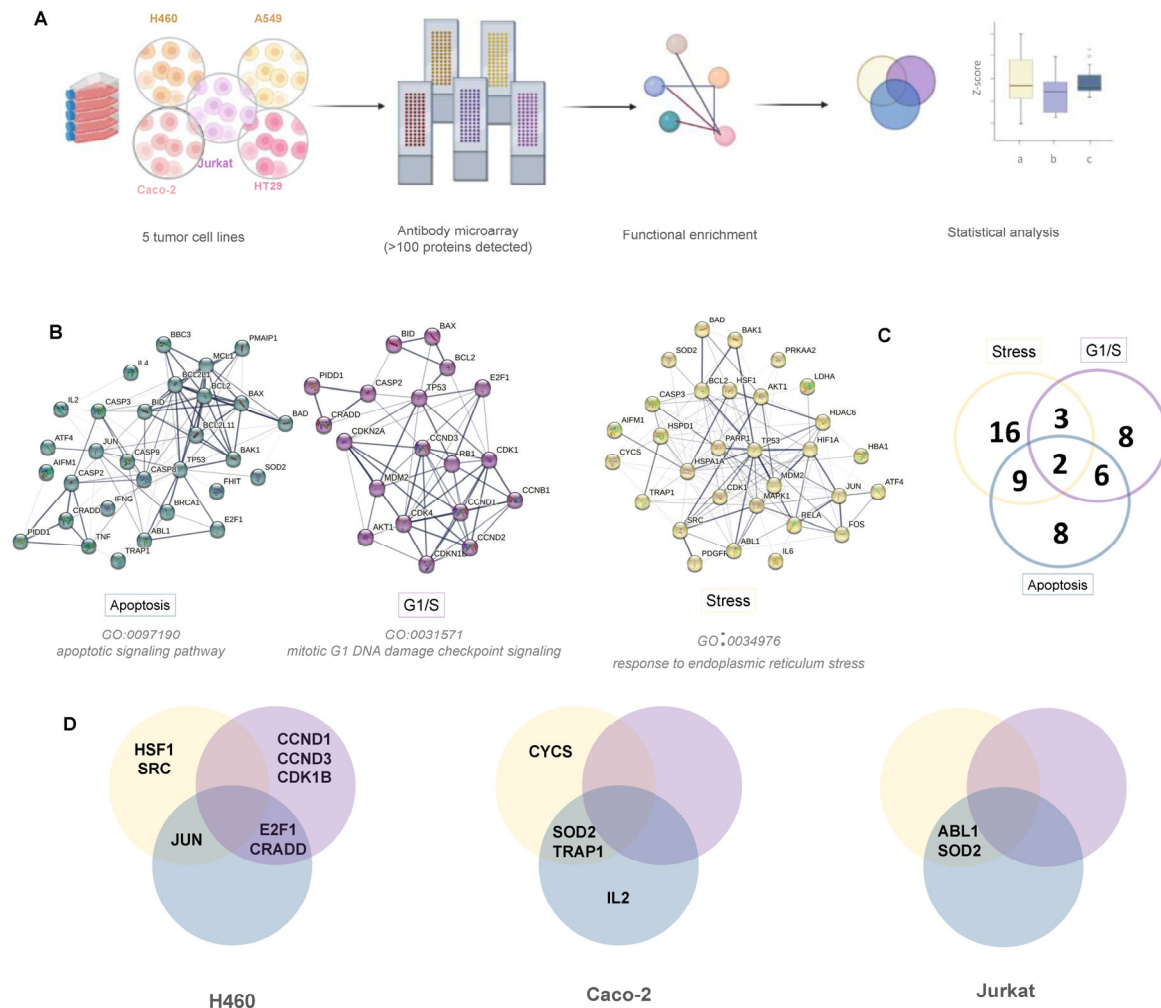 A
H460
A549
Jurkat
Caco-2
HT29
5 tumor cell lines
Antibody microarray
(>100 proteins detected)
Functional enrichment
Z-score
a
b
c
Statistical analysis
B
BBC3
PMAIP1
MCL1
IL4
BCL2L1
BCL2
BAX
IL2
CASP3
BID
BAD
BCL2L11
ATF4
JUN
CASP9
BAK1
AIFM1
CASP2
CASP8
TP53
SOD2
FHIT
IFNG
BRCA1
CRADD
E2F1
PIDD1
TNF
ABL1
TRAP1
Apoptosis
GO:0097190
apoptotic signaling pathway
BAX
BID
BCL2
PIDD1
CASP2
TP53
E2F1
CRADD
CDKN2A
CCND3
RB1
CDK1
MDM2
CCNB1
CCND1
CDK4
AKT1
CCND2
CDKN1B
G1/S
GO:0031571
mitotic G1 DNA damage checkpoint signaling
BAD
BAK1
SOD2
PRKAA2
BCL2
HSF1
AKT1
LDHA
CASP3
HDAC6
AIFM1
HSPD1
PARP1
TP53
HIF1A
HBA1
CYCS
HSPA1A
MDM2
TRAP1
CDK1
MAPK1
JUN
ATF4
SRC
RELA
FOS
ABL1
PDGFR
IL6
Stress
GO:0034976
response to endoplasmic reticulum stress
C
Stress
G1/S
16
3
8
2
9
6
8
Apoptosis
D
HSF1
SRC
CCND1
CCND3
CDK1B
JUN
E2F1
CRADD
H460
CYCS
SOD2
TRAP1
IL2
Caco-2
ABL1
SOD2
Jurkat